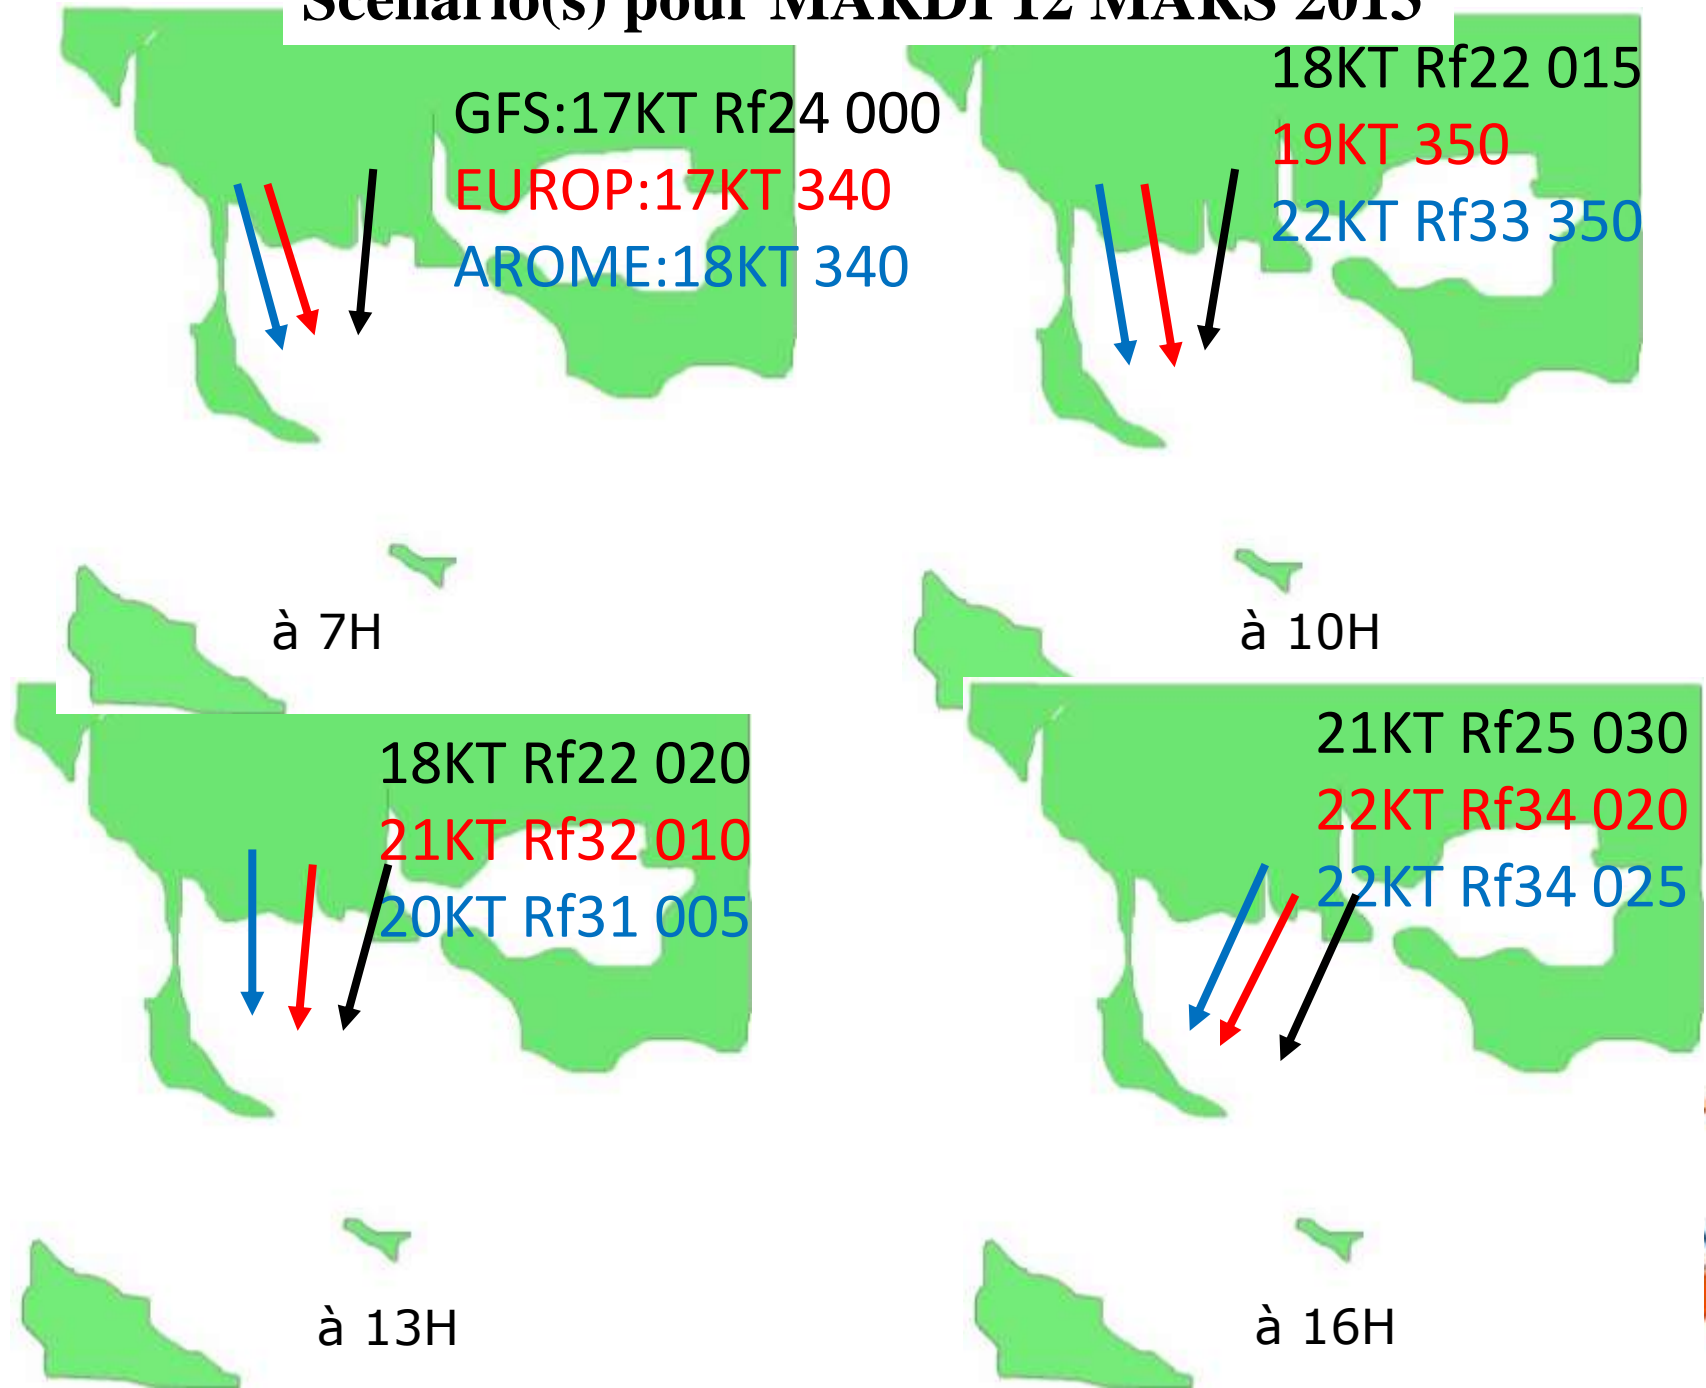 Scénario(s) pour MARDI 12 MARS 2013
GFS:17KT Rf24 000
EUROP:17KT 340
AROME:18KT 340
à 7H
18KT Rf22 015
19KT 350
22KT Rf33 350
à 10H
18KT Rf22 020
21KT Rf32 010
20KT Rf31 005
à 13H
21KT Rf25 030
22KT Rf34 020
22KT Rf34 025
à 16H